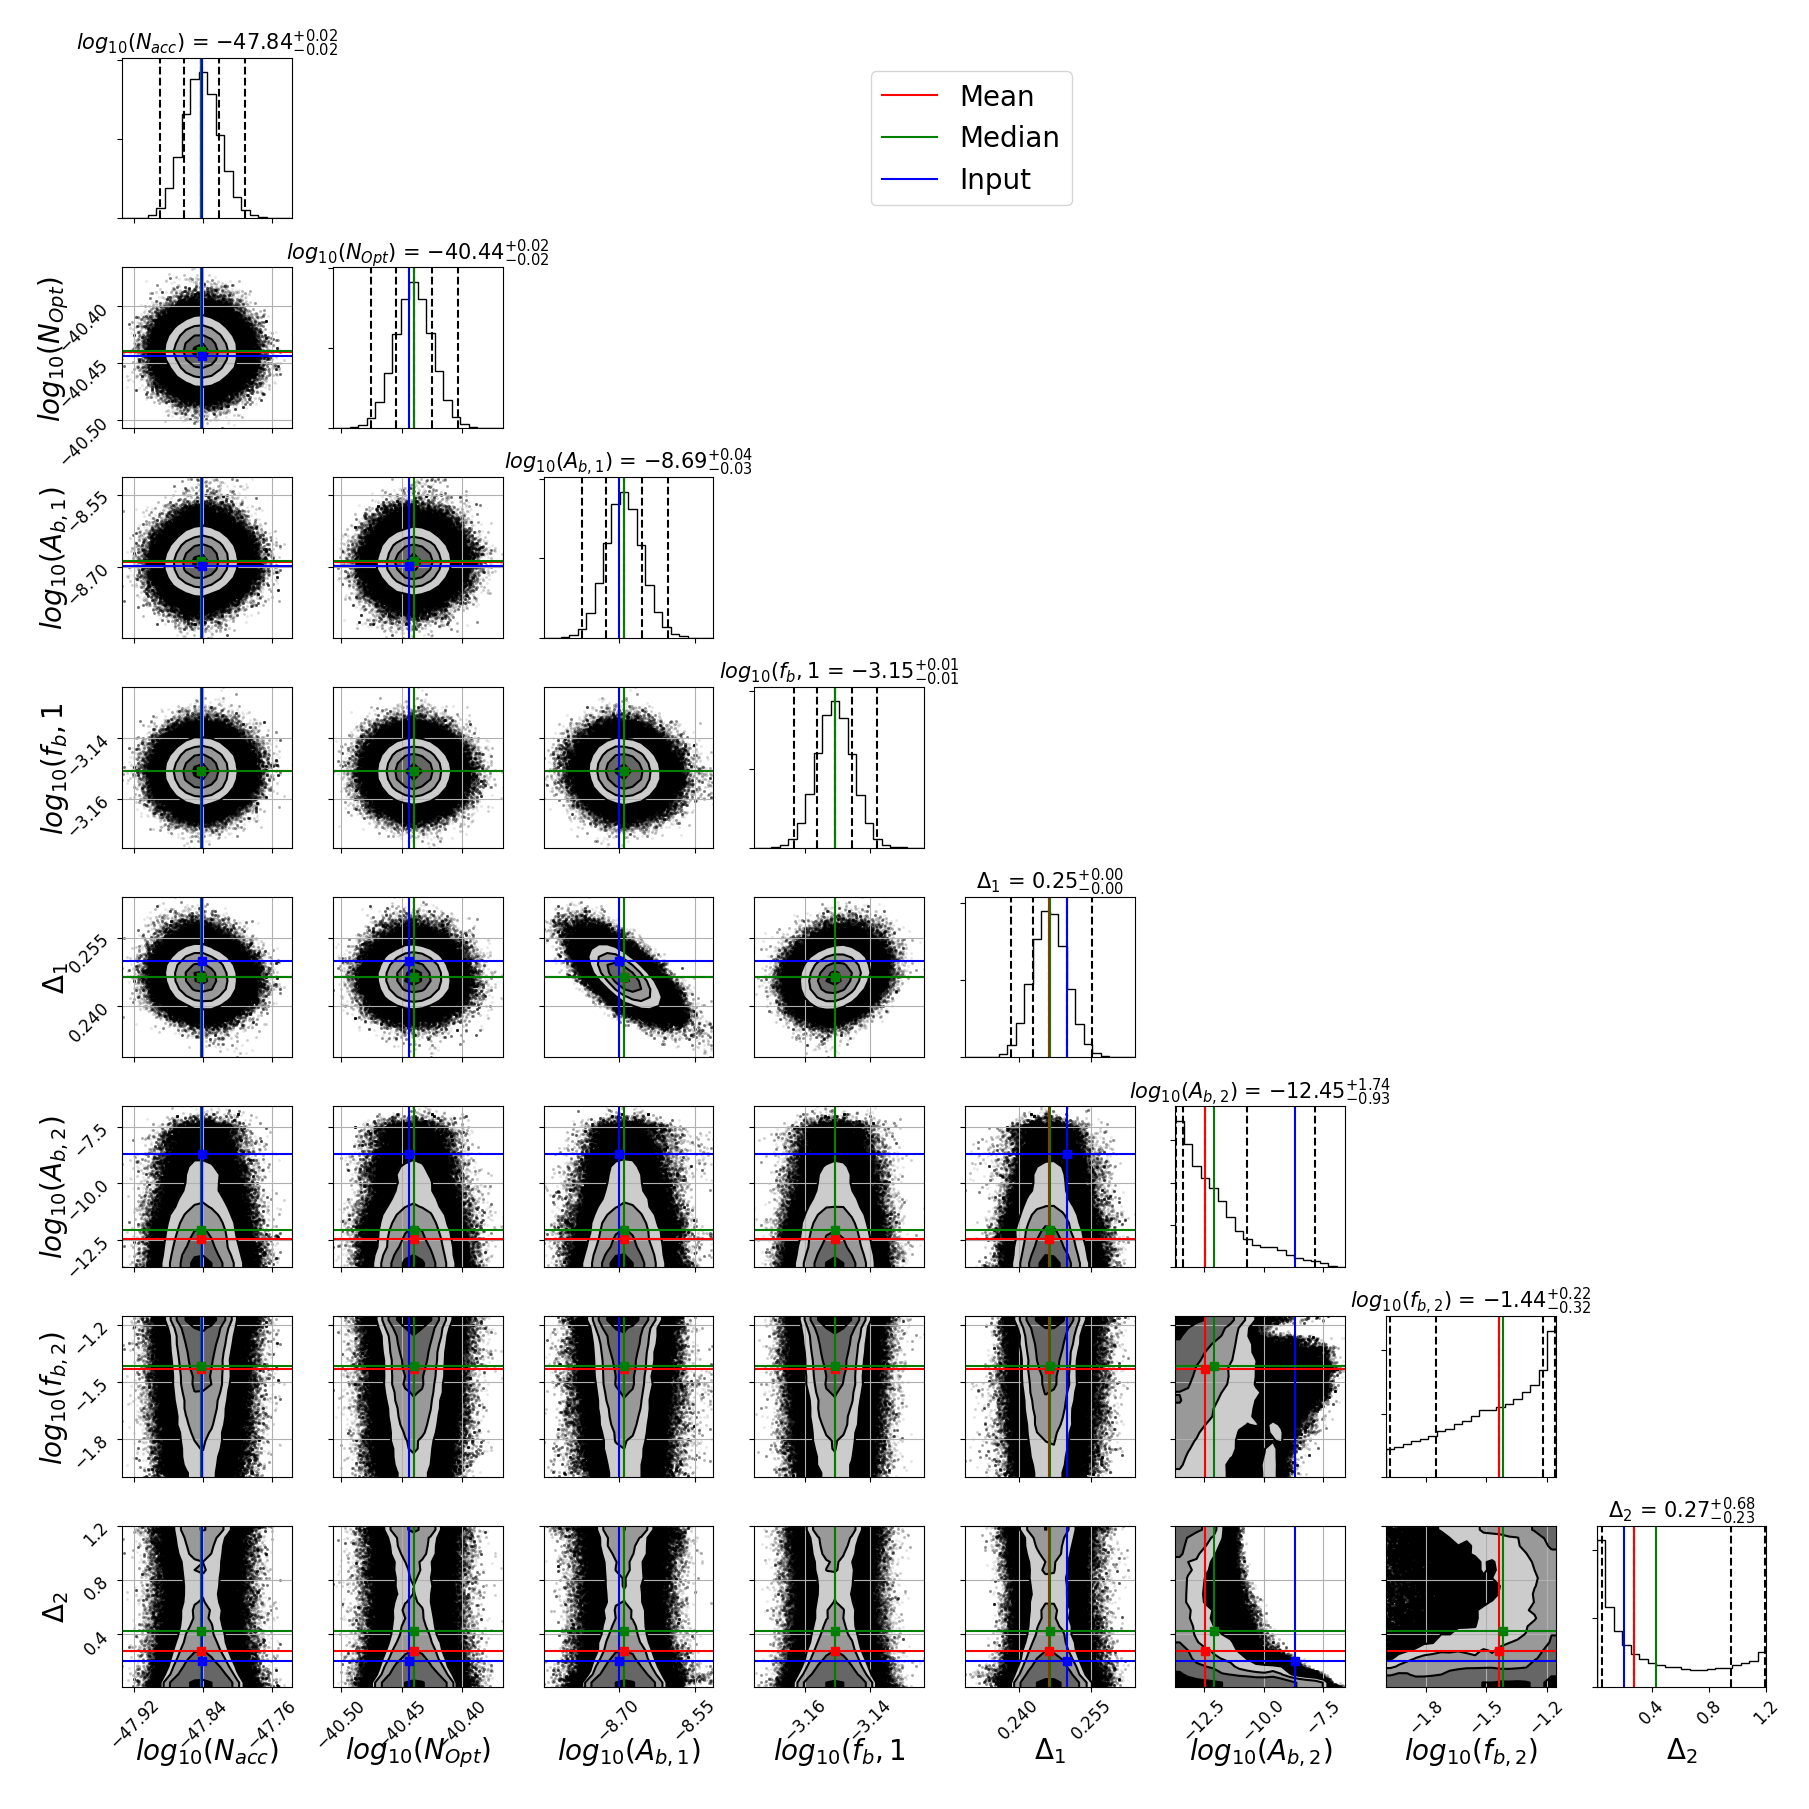 log10(Nacc) = −47.84+0.02−0.02
Mean
Median
Input
log10(NOpt) = −40.44+0.02−0.02
log10(NOpt)
−40.40
−40.45
−40.50
log10(Ab,1) = −8.69+0.04−0.03
log10(Ab,1)
−8.55
−8.70
log10(fb,1 = −3.15+0.01−0.01
log10(fb,1
−3.14
−3.16
Δ1 = 0.25+0.00−0.00
Δ1
0.255
0.240
log10(Ab,2) = −12.45+1.74−0.93
log10(Ab,2)
−7.5
−10.0
−12.5
log10(fb,2) = −1.44+0.22−0.32
log10(fb,2)
−1.2
−1.5
−1.8
Δ2 = 0.27+0.68−0.23
Δ2
1.2
0.8
0.4
−47.92 −47.84 −47.76 −40.50 −40.45 −40.40 −8.70 −8.55 −3.16 −3.14 0.240 0.255 −12.5 −10.0 −7.5 −1.8 −1.5 −1.2 0.4 0.8 1.2
log10(Nacc) log10(NOpt) log10(Ab,1) log10(fb,1 Δ1 log10(Ab,2) log10(fb,2) Δ2